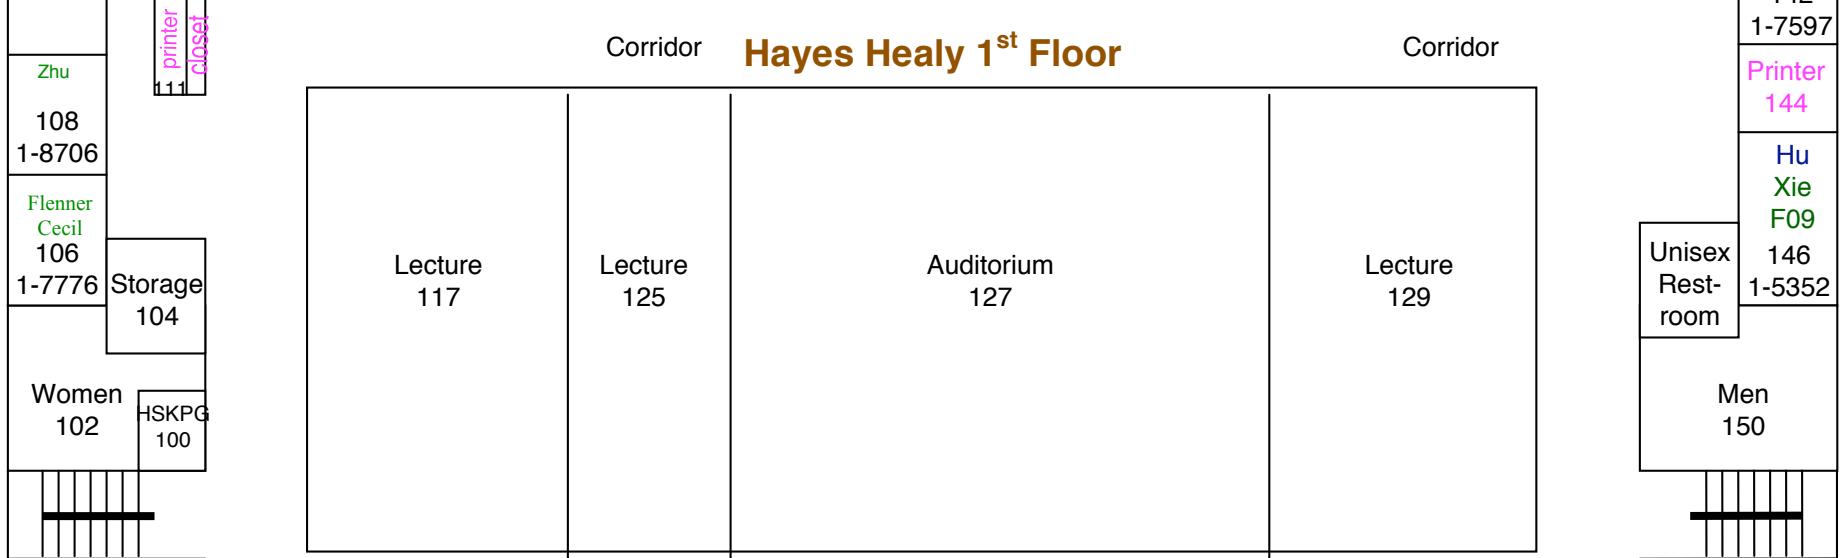 Hayes Healy 1st Floor
Corridor
Corridor
printer
closet
111
Zhu
108
1-8706
Flenner
Cecil
106
1-7776
Storage
104
Women
102
HSKPG
100
Lecture
117
Lecture
125
Auditorium
127
Lecture
129
1-7597
Printer
144
Hu
Xie
F09
146
1-5352
Unisex
Rest-
room
Men
150